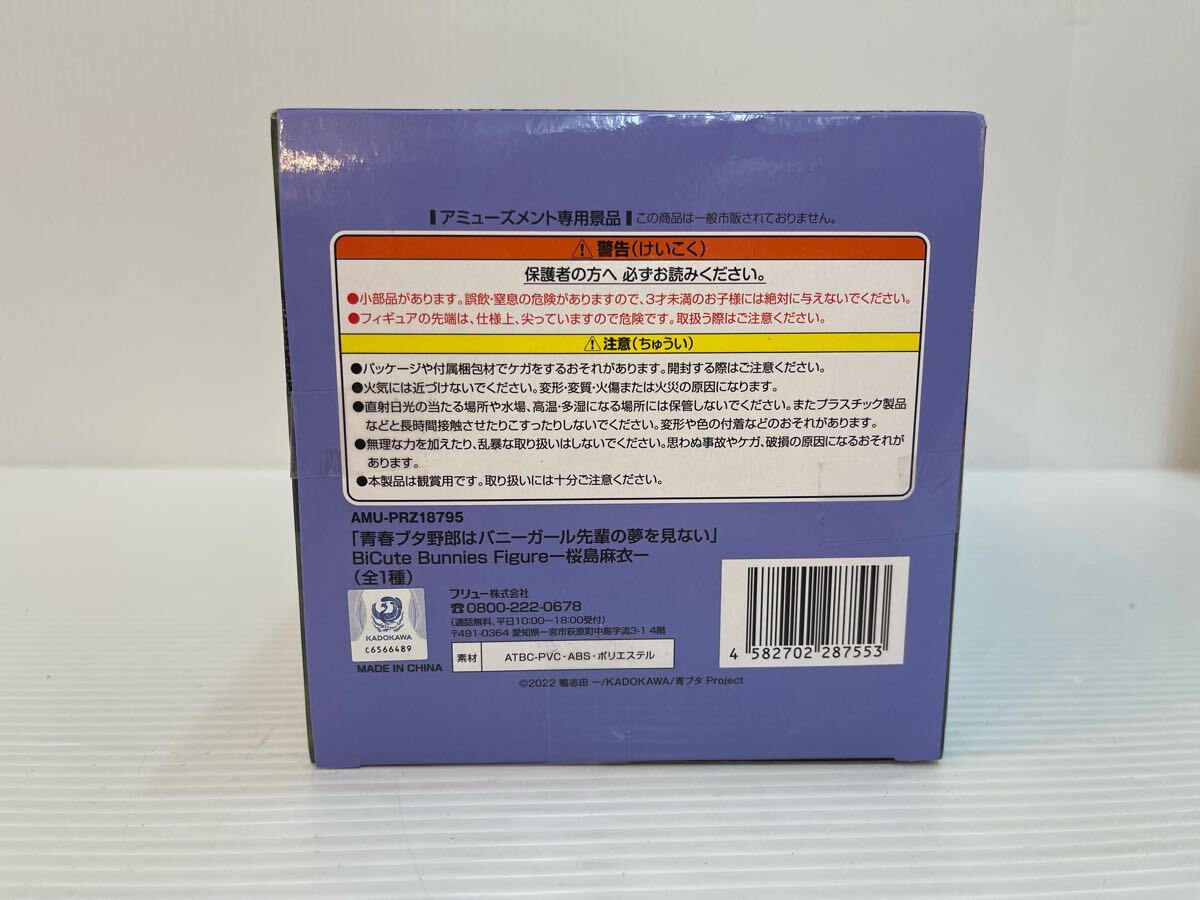 アミューズメント専用景品 この商品は一般市販されておりません。
警告(けいこく)
保護者の方へ 必ずお読みください。
●小部品があります。誤飲・窒息の危険がありますので、3才未満のお子様には絶対に与えないでください。
●フィギュアの先端は、仕様上、尖っていますので危険です。取扱う際はご注意ください。
注意(ちゅうい)
●パッケージや付属梱包材でケガをするおそれがあります。開封する際はご注意ください。
●火気には近づけないでください。変形・変質・火傷または火災の原因になります。
●直射日光の当たる場所や水場、高温・多湿になる場所には保管しないでください。またプラスチック製品
などと長時間接触させたりこすったりしないでください。変形や色の付着などのおそれがあります。
●無理な力を加えたり、乱暴な取り扱いはしないでください。思わぬ事故やケガ、破損の原因になるおそれが
あります。
●本製品は観賞用です。取り扱いには十分ご注意ください。
AMU-PRZ18795
「青春ブタ野郎はバニーガール先輩の夢を見ない」
BiCute Bunnies Figureー桜島麻衣ー
(全1種)
フリュー株式会社
☎0800-222-0678
(通話無料、平日10:00〜18:00受付)
〒491-0364 愛知県一宮市萩原町中島字流3-1 4階
KADOKAWA
C6566489
MADE IN CHINA
素材 ATBC-PVC・ABS・ポリエステル
4 582702 287553
©2022 鴨志田 一/KADOKAWA/青ブタ Project